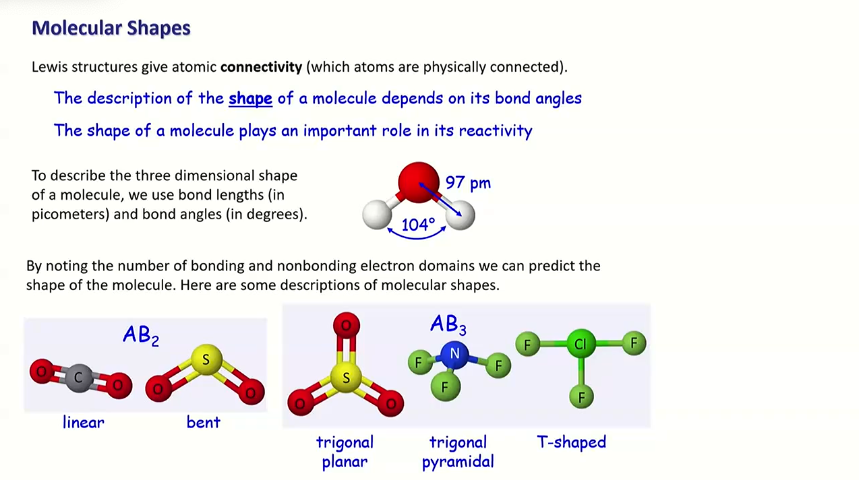 Molecular Shapes
Lewis structures give atomic connectivity (which atoms are physically connected).
The description of the shape of a molecule depends on its bond angles
The shape of a molecule plays an important role in its reactivity
To describe the three dimensional shape
of a molecule, we use bond lengths (in
picometers) and bond angles (in degrees).
97 pm
104°
By noting the number of bonding and nonbonding electron domains we can predict the
shape of the molecule. Here are some descriptions of molecular shapes.
AB2
O C O
S O O
linear
bent
AB3
O S O O
N F F F
F Cl F F
trigonal
planar
trigonal
pyramidal
T-shaped